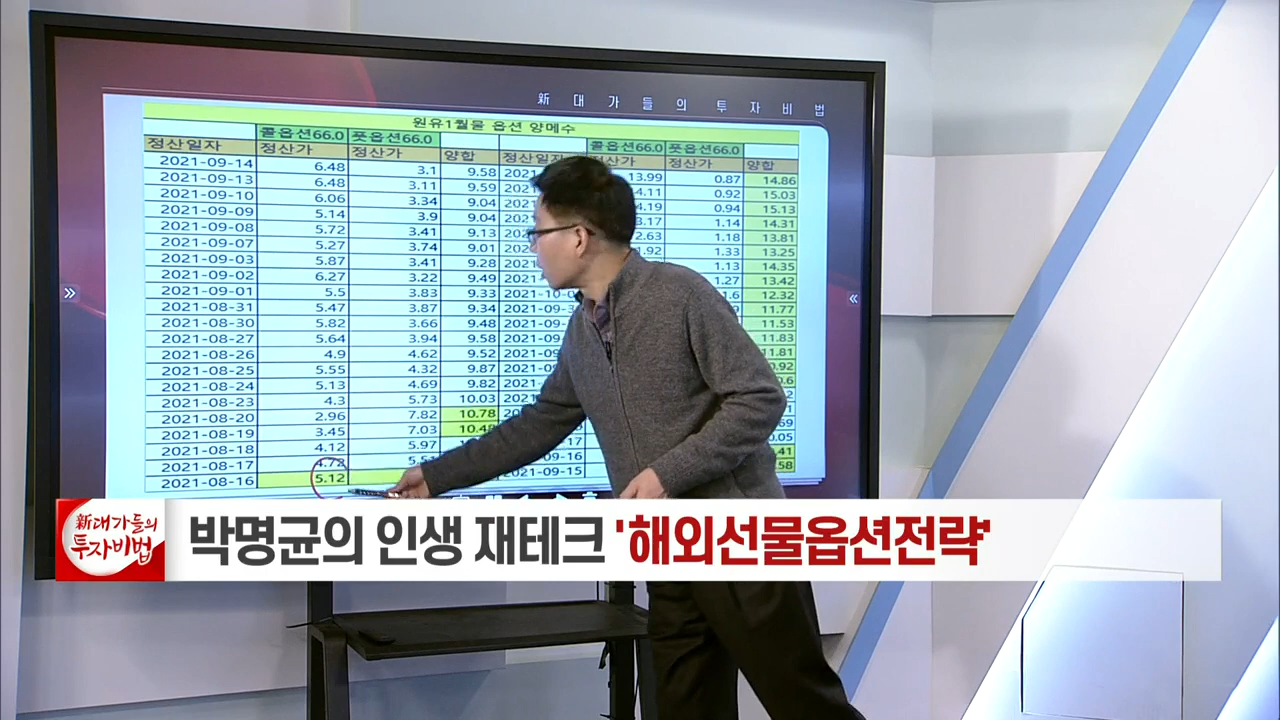 新 대 가 들 의 투 자 비 법
원유1월물 옵션 양메수
콜옵션66.0 풋옵션66.0 콜옵션66.0 풋옵션66.0
정산일자 정산가 정산가 양합 정산일자 정산가 정산가 양합
2021-09-14 6.48 3.1 9.58 13.99 0.87 14.86
2021-09-13 6.48 3.11 9.59 0.92 15.03
2021-09-10 6.06 3.34 9.04 0.94 15.13
2021-09-09 5.14 3.9 9.04 1.14 14.31
2021-09-08 5.72 3.41 9.13 1.18 13.81
2021-09-07 5.27 3.74 9.01 1.33 13.25
2021-09-03 5.87 3.41 9.28 1.13 14.35
2021-09-02 6.27 3.22 9.49 1.27 13.42
2021-09-01 5.5 3.83 9.33 12.32
2021-08-31 5.47 3.87 9.34 11.77
2021-08-30 5.82 3.66 9.48 11.53
2021-08-27 5.64 3.94 9.58 11.83
2021-08-26 4.9 4.62 9.52
2021-08-25 5.55 4.32 9.87
2021-08-24 5.13 4.69 9.82
2021-08-23 4.3 5.73 10.03
2021-08-20 2.96 7.82 10.78
2021-08-19 3.45 7.03 10.48
2021-08-18 4.12 5.97
2021-08-17 4.72
2021-08-16 5.12 2021-09-15
新대가들의
투자비법
박명균의 인생 재테크 '해외선물옵션전략'